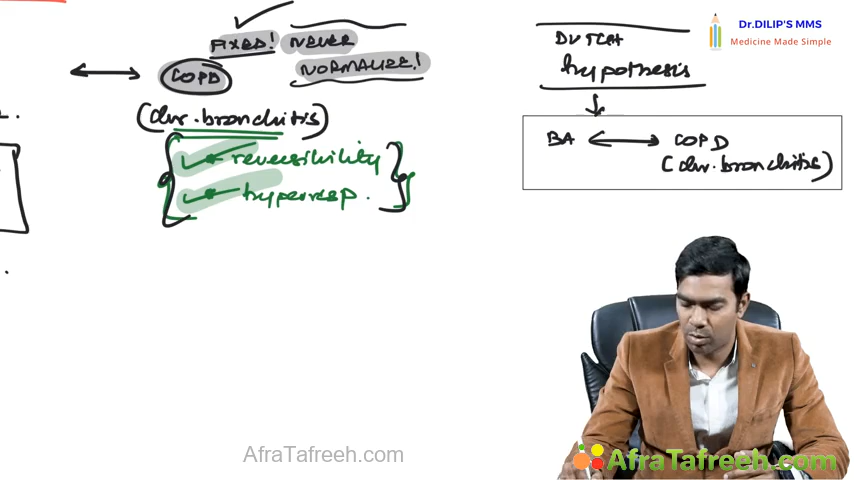 FIXED! NEVER
COPD NORMALISE!
(chr. bronchitis)
reversibility
hyperresp.
DUTCH
hypothesis
BA COPD
(chr. bronchitis)
Dr.DILIP'S MMS
Medicine Made Simple
AfraTafreeh.com
AfraTafreeh.com